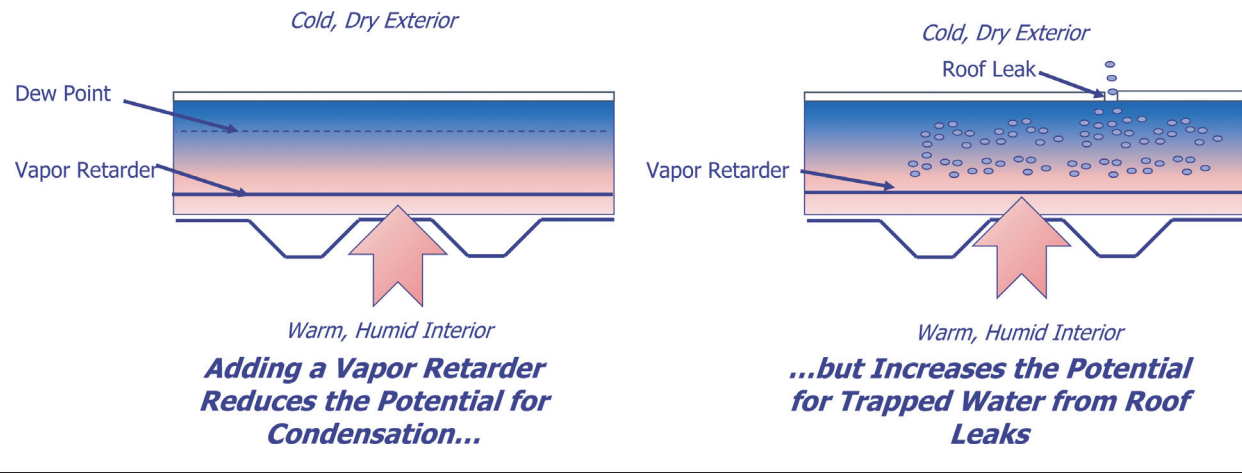 Cold, Dry Exterior
Dew Point
Vapor Retarder
Warm, Humid Interior
Adding a Vapor Retarder
Reduces the Potential for
Condensation...
Cold, Dry Exterior
Roof Leak
Vapor Retarder
Warm, Humid Interior
...but Increases the Potential
for Trapped Water from Roof
Leaks